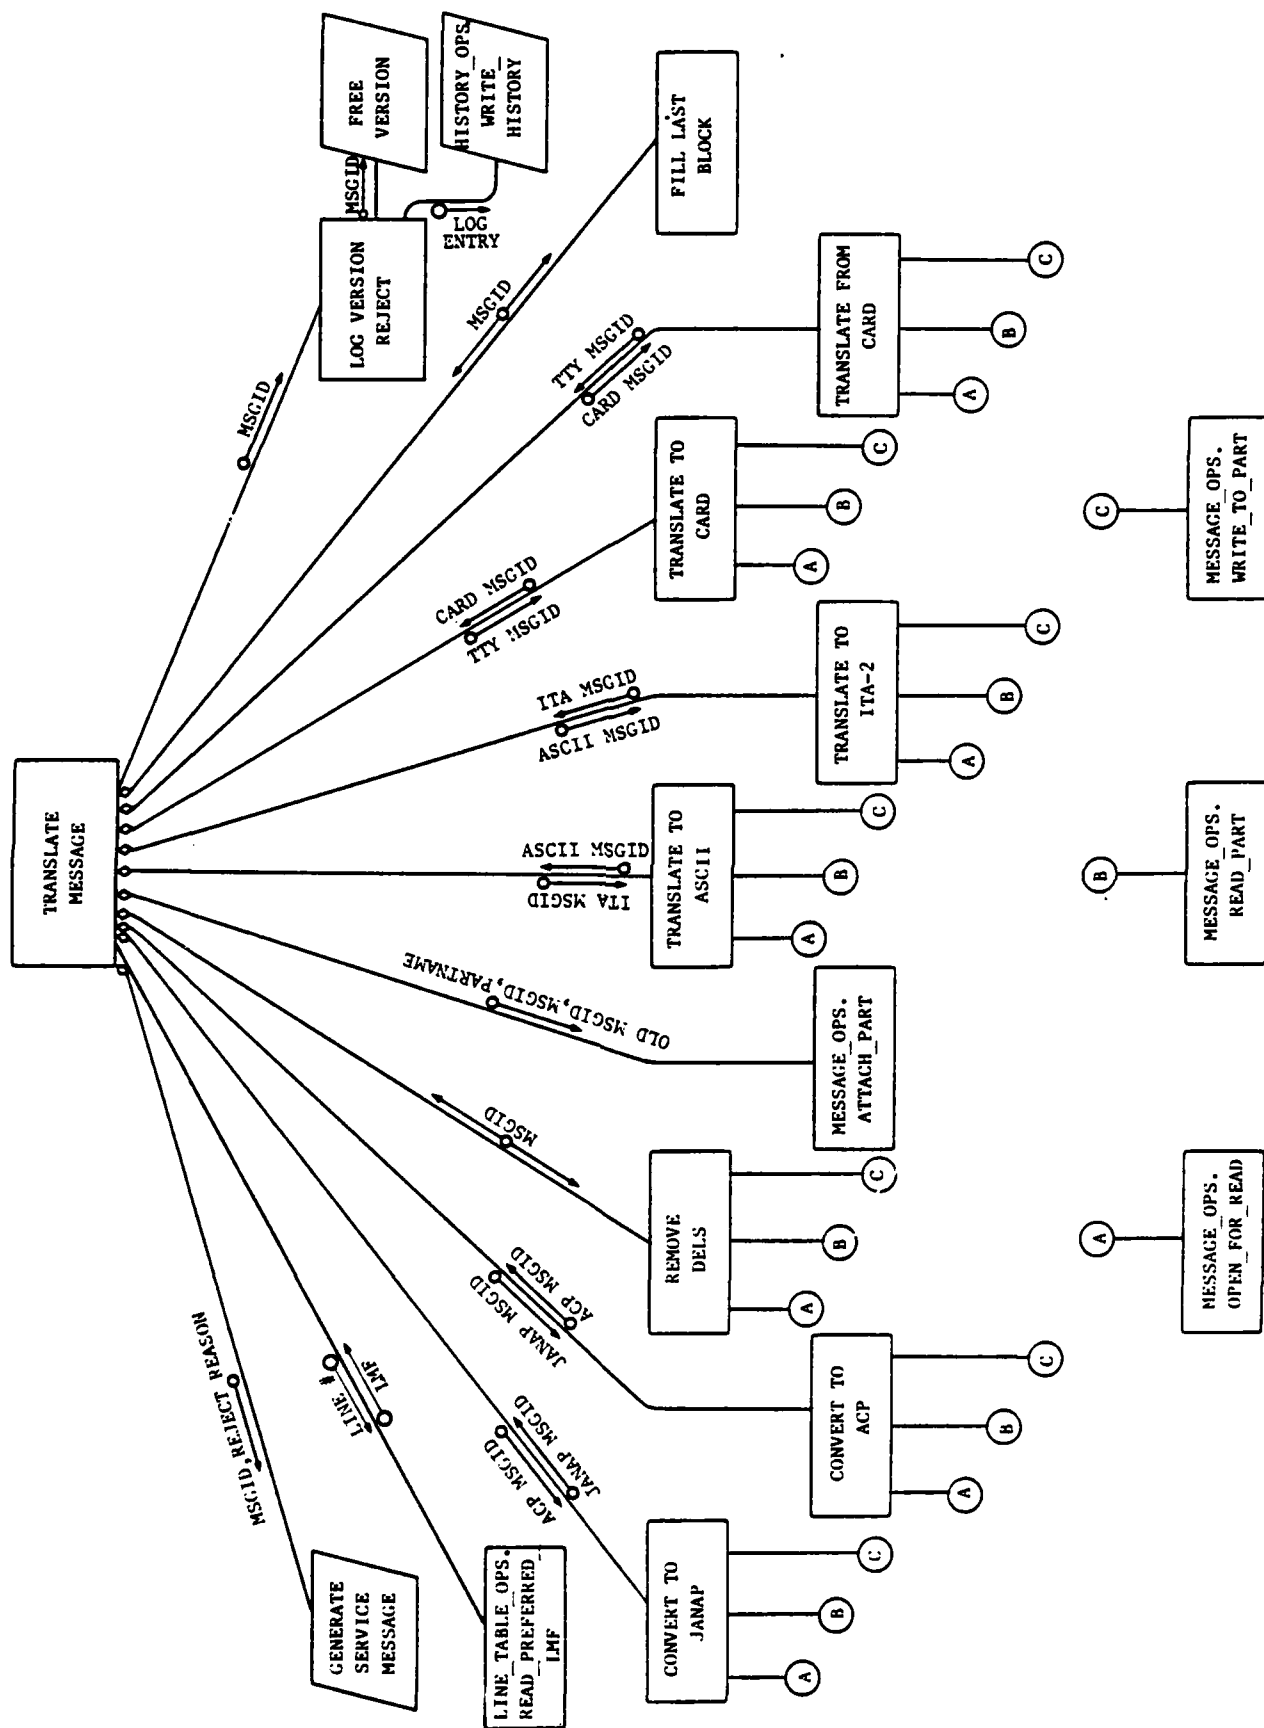 TRANSLATE
MESSAGE
MSGID,REJECT REASON
LINE #
LMF
ACP MSGID
JANAP MSGID
JANAP MSGID
ACP MSGID
MSGID
OLD MSGID,MSGID,PARTNAME
ITA MSGID
ASCII MSGID
ASCII MSGID
ITA MSGID
TTY MSGID
CARD MSGID
CARD MSGID
TTY MSGID
MSGID
MSGID
GENERATE
SERVICE
MESSAGE
LINE_TABLE_OPS.
READ_PREFERRED_
LMF
LOG VERSION
REJECT
MSGID
FREE
VERSION
LOG
ENTRY
HISTORY_OPS.
WRITE_
HISTORY
CONVERT TO
JANAP
A
B
C
CONVERT TO
ACP
A
B
C
REMOVE
DELS
A
B
C
MESSAGE_OPS.
ATTACH_PART
TRANSLATE TO
ASCII
A
B
C
TRANSLATE TO
ITA-2
A
B
C
TRANSLATE TO
CARD
A
B
C
TRANSLATE FROM
CARD
A
B
C
FILL LAST
BLOCK
A
MESSAGE_OPS.
OPEN_FOR_READ
B
MESSAGE_OPS.
READ_PART
C
MESSAGE_OPS.
WRITE_TO_PART